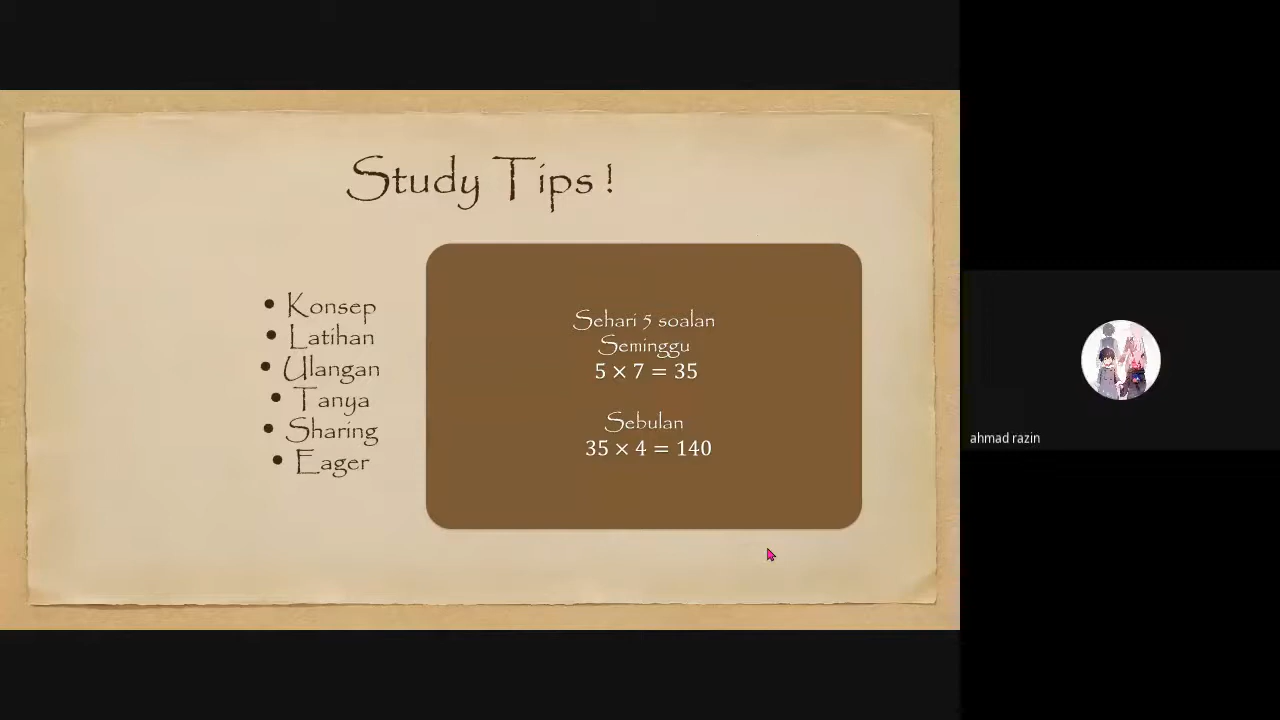 Study Tips !
• Konsep
• Latihan
• Ulangan
• Tanya
• Sharing
• Eager
Sehari 5 soalan
Seminggu
5 × 7 = 35
Sebulan
35 × 4 = 140
ahmad razin